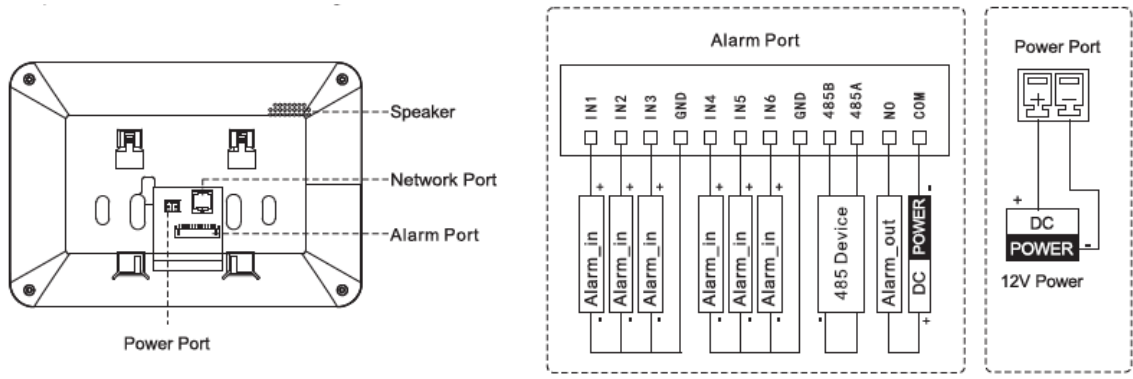 Speaker
Network Port
Alarm Port
Power Port
Alarm Port
IN1
IN2
IN3
GND
IN4
IN5
IN6
GND
485B
485A
NO
COM
+
+
+
+
+
+
-
Alarm_in
Alarm_in
Alarm_in
Alarm_in
Alarm_in
Alarm_in
485 Device
Alarm_out
DC POWER
-
-
-
-
-
-
-
+
Power Port
+ -
+
DC
POWER
-
12V Power